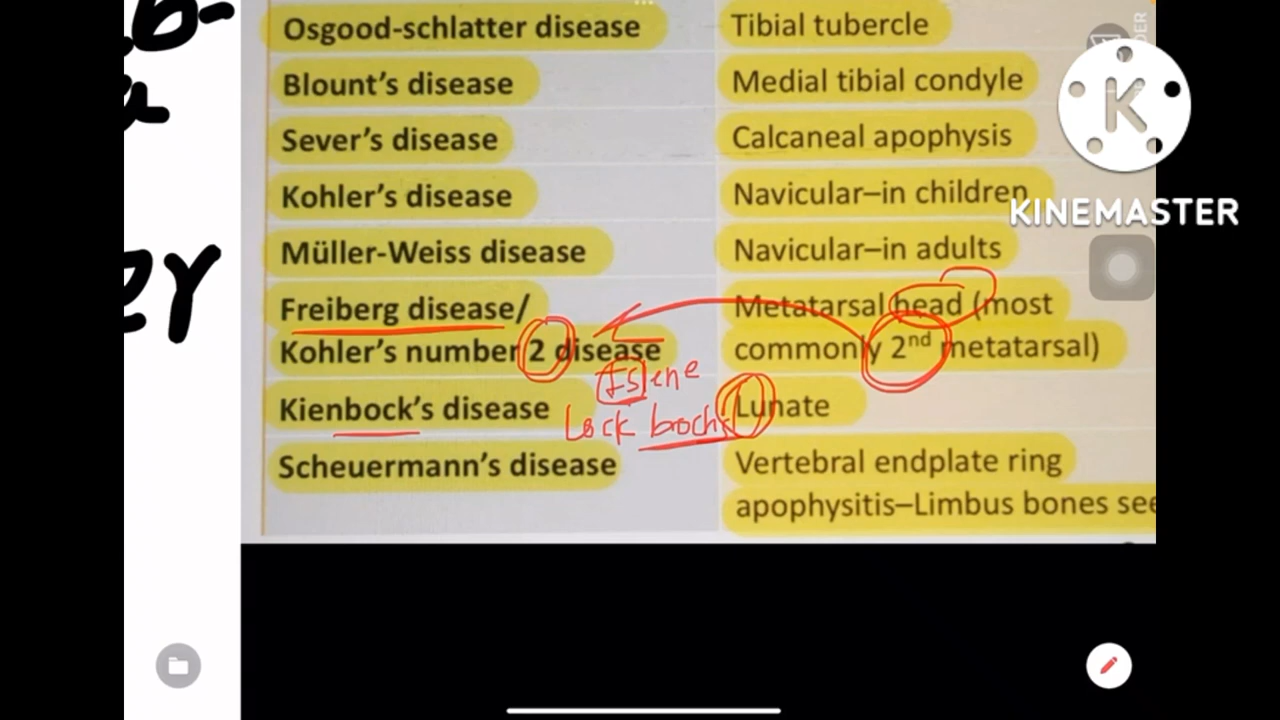 Osgood-schlatter disease Tibial tubercle
Blount's disease Medial tibial condyle
Sever's disease Calcaneal apophysis
Kohler's disease Navicular–in children
KINEMASTER
Müller-Weiss disease Navicular–in adults
Freiberg disease/ Metatarsal head (most
Kohler's number 2 disease commonly 2nd metatarsal)
Kienbock's disease Lunate
Lock
Scheuermann's disease Vertebral endplate ring
apophysitis–Limbus bones see